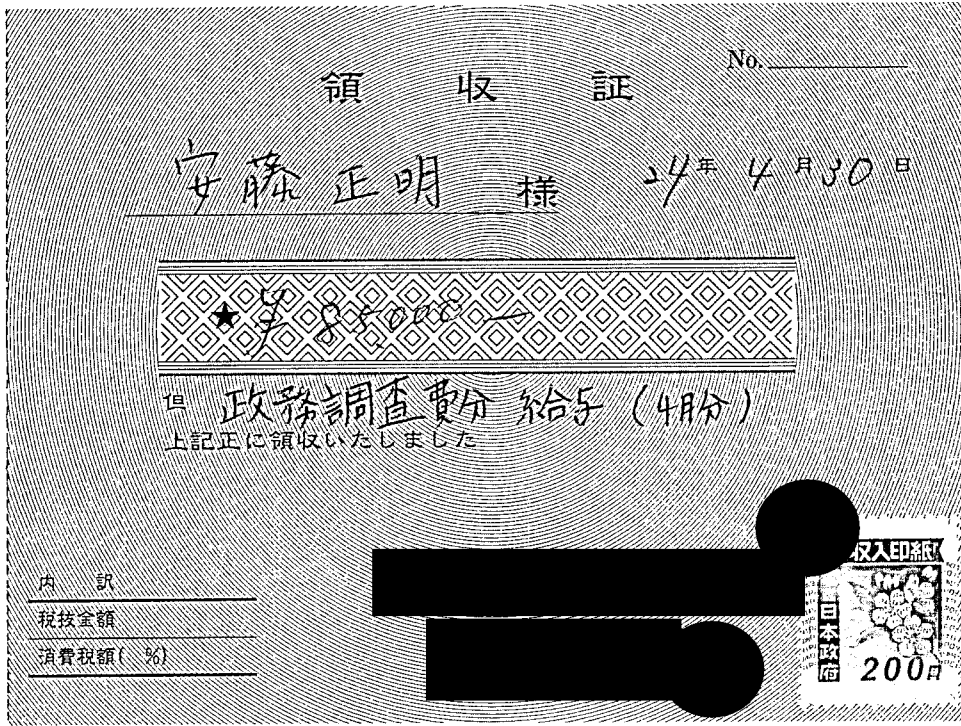 No.
領収証
安藤正明 様 24年4月30日
★ ¥85,000−
但 政務調査費分 給与(4月分)
上記正に領収いたしました
内訳
税抜金額
消費税額( %)
収入印紙
日本政府
200円